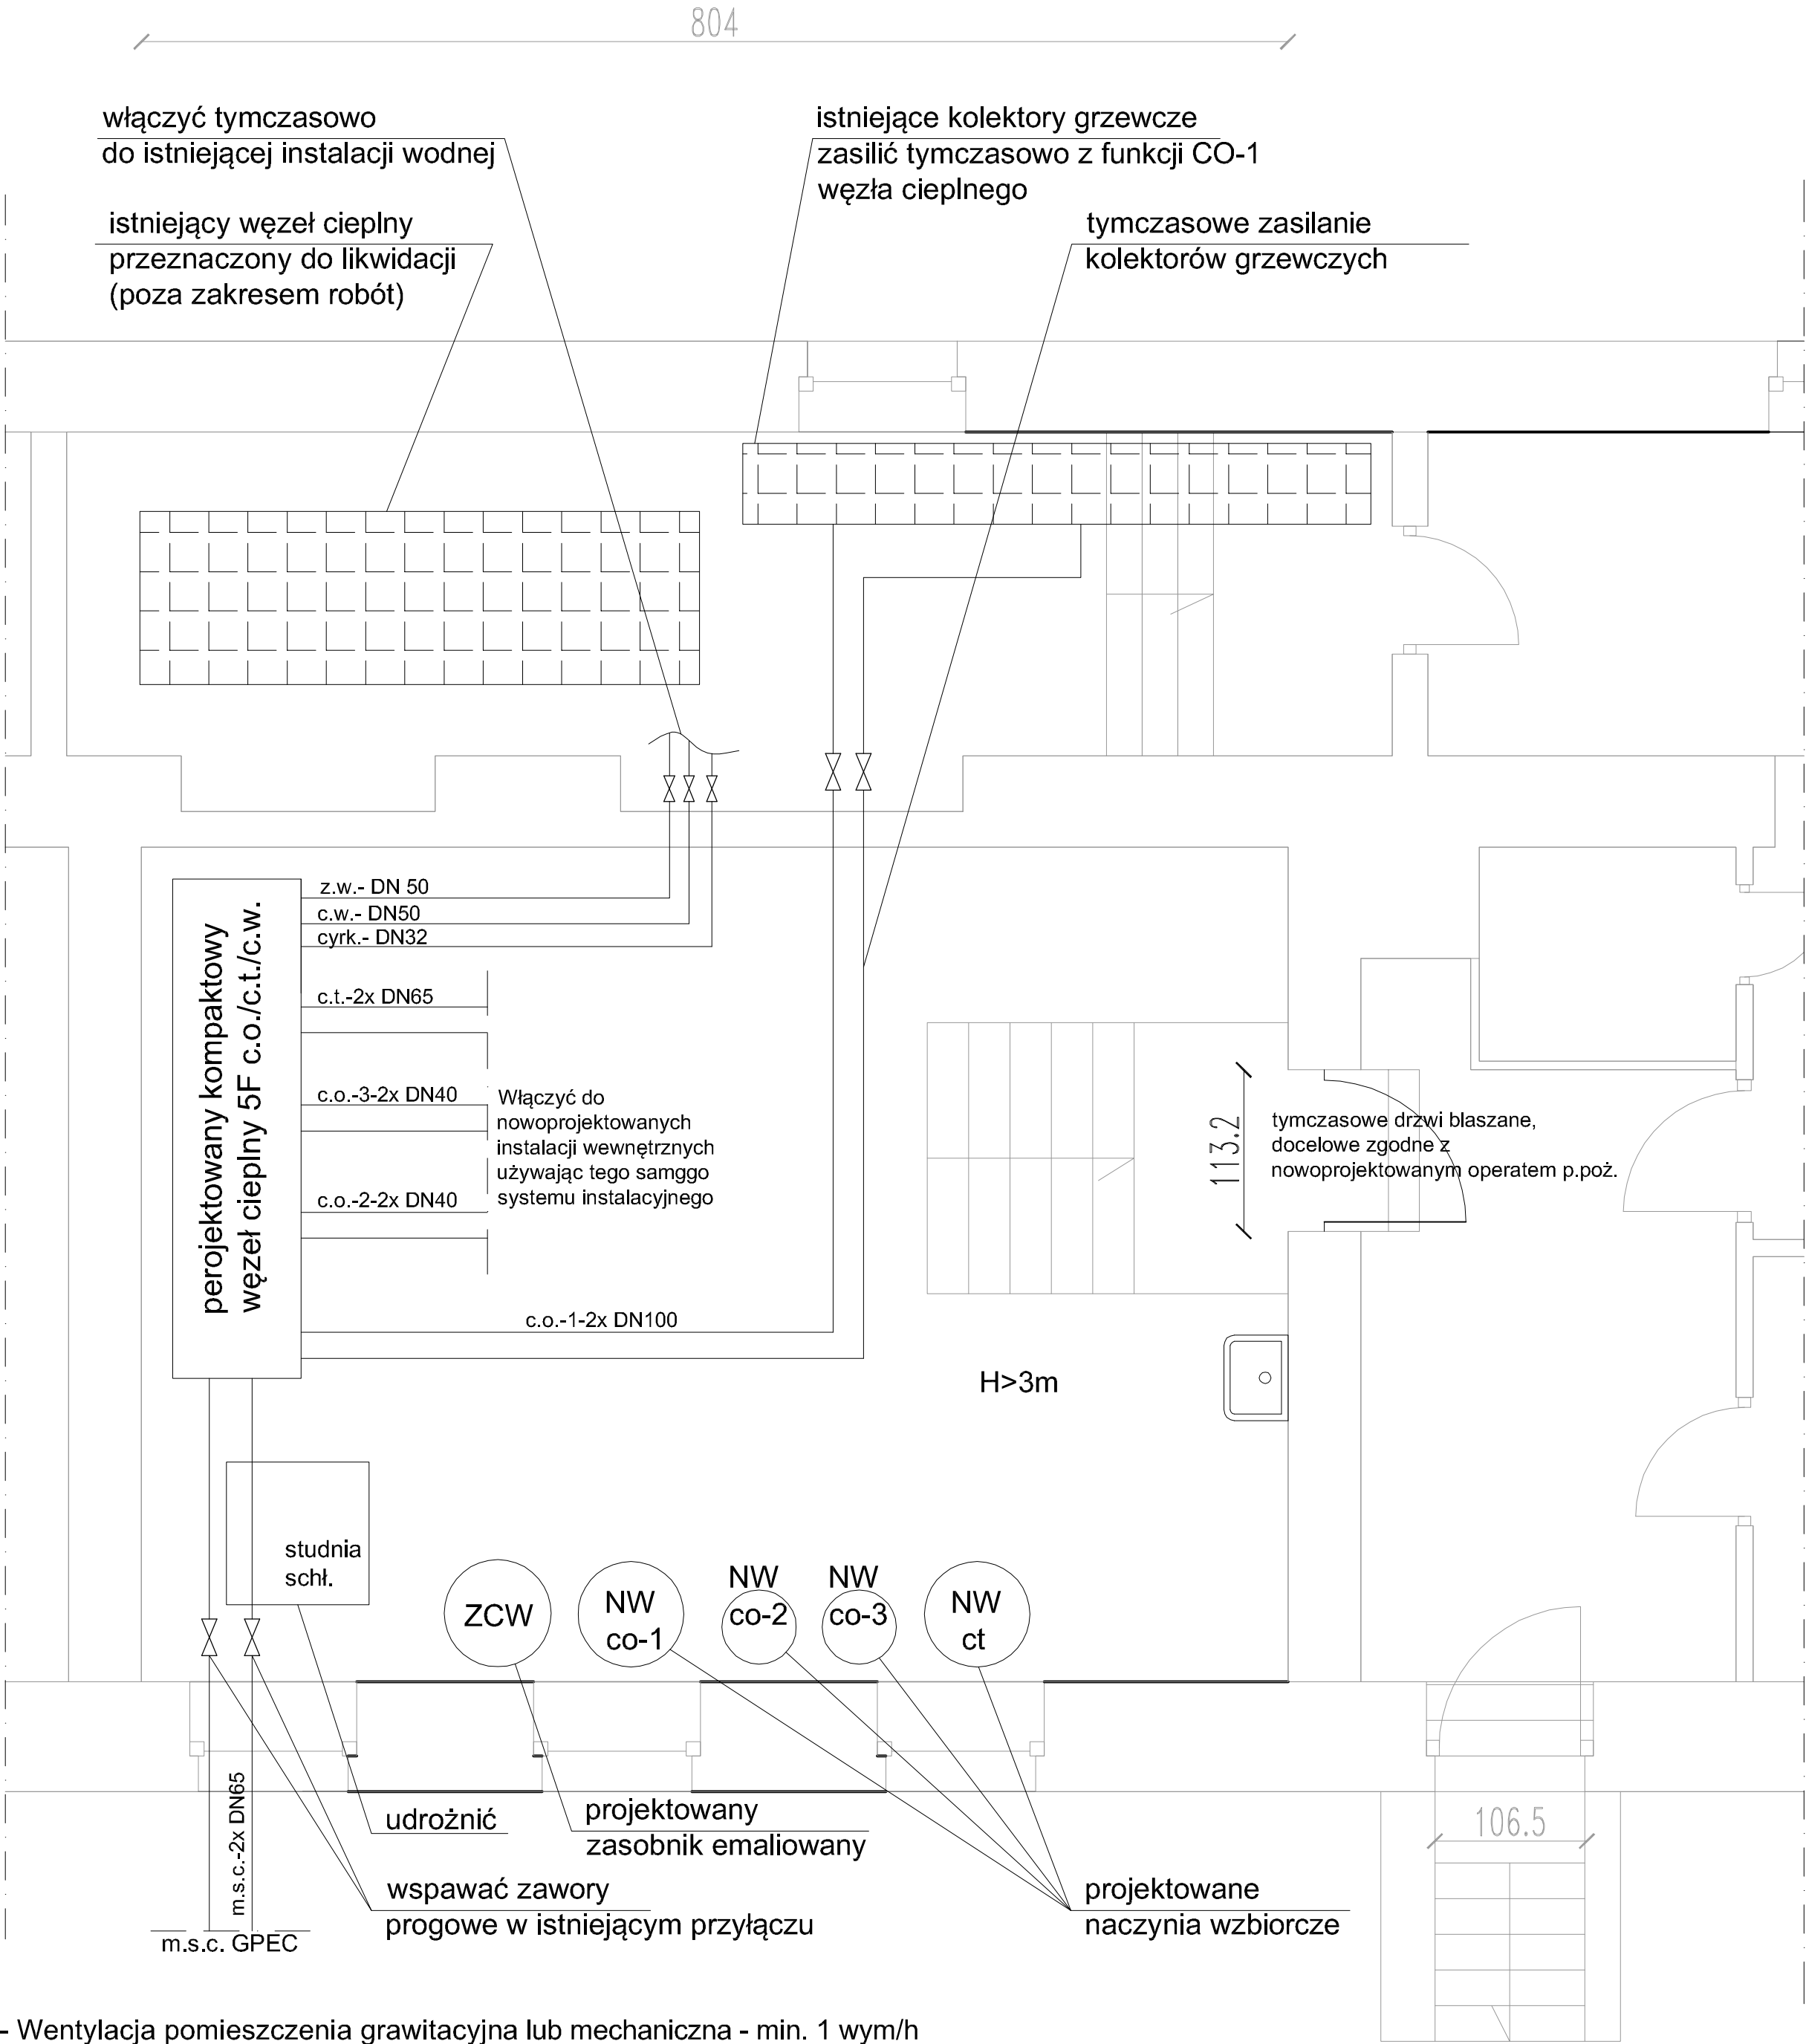 804
włączyć tymczasowo
do istniejącej instalacji wodnej
istniejące kolektory grzewcze
zasilić tymczasowo z funkcji CO-1
węzła cieplnego
istniejący węzeł cieplny
przeznaczony do likwidacji
(poza zakresem robót)
tymczasowe zasilanie
kolektorów grzewczych
perojektowany kompaktowy
węzeł cieplny 5F c.o./c.t./c.w.
z.w.- DN 50
c.w.- DN50
cyrk.- DN32
c.t.-2x DN65
c.o.-3-2x DN40
Włączyć do
nowoprojektowanych
instalacji wewnętrznych
używając tego samggo
systemu instalacyjnego
c.o.-2-2x DN40
c.o.-1-2x DN100
113.2
tymczasowe drzwi blaszane,
docelowe zgodne z
nowoprojektowanym operatem p.poż.
H>3m
studnia
schł.
ZCW
NW
co-1
NW
co-2
NW
co-3
NW
ct
m.s.c.-2x DN65
udrożnić
projektowany
zasobnik emaliowany
106.5
wspawać zawory
progowe w istniejącym przyłączu
projektowane
naczynia wzbiorcze
m.s.c. GPEC
- Wentylacja pomieszczenia grawitacyjna lub mechaniczna - min. 1 wym/h